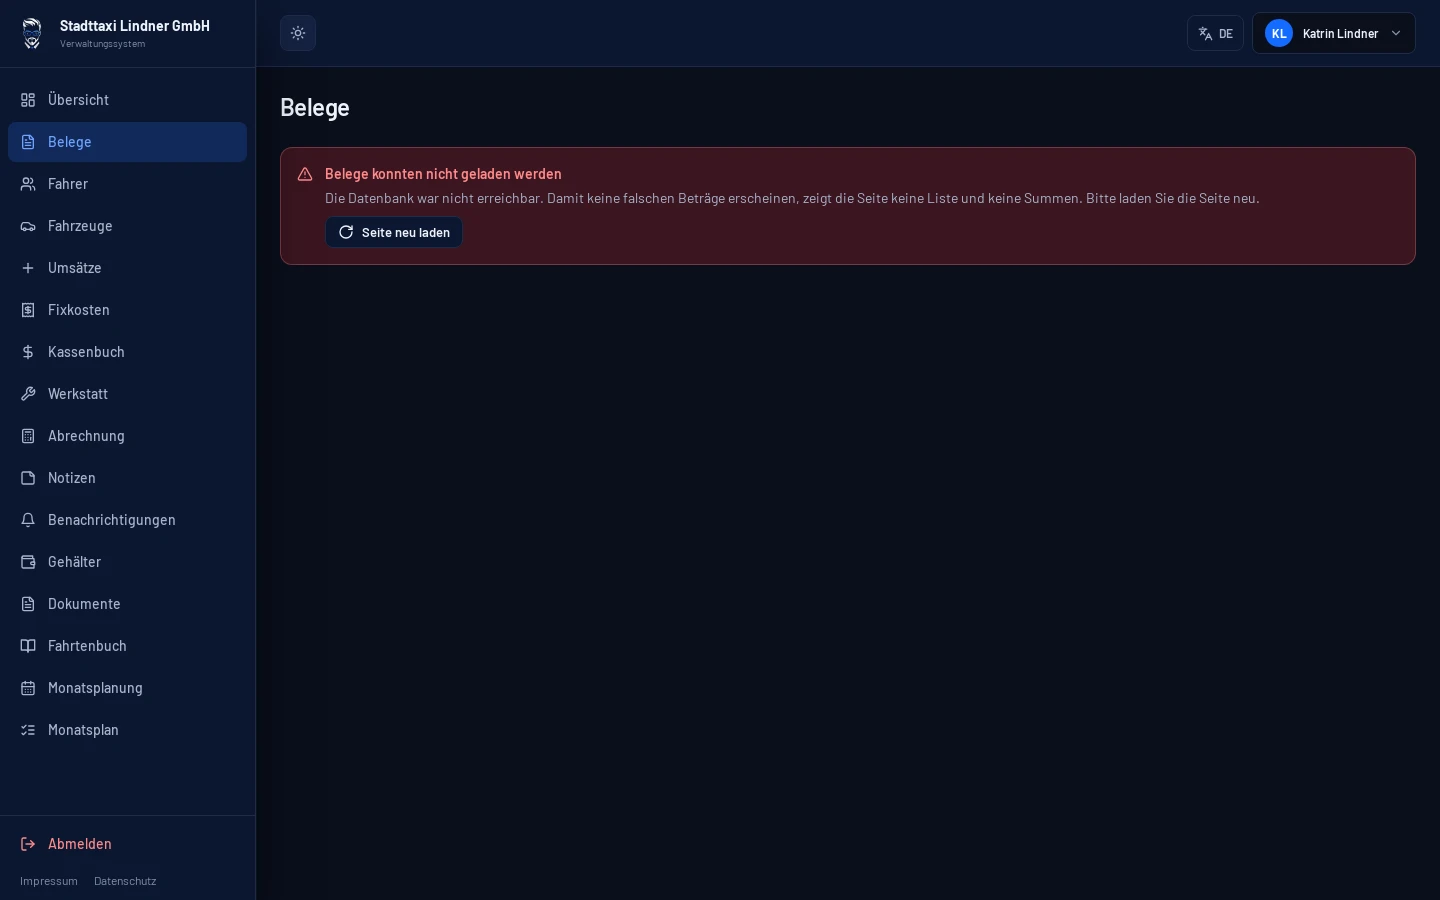 Stadttaxi Lindner GmbH
Verwaltungssystem
DE
KL
Katrin Lindner
Übersicht
Belege
Fahrer
Fahrzeuge
Umsätze
Fixkosten
Kassenbuch
Werkstatt
Abrechnung
Notizen
Benachrichtigungen
Gehälter
Dokumente
Fahrtenbuch
Monatsplanung
Monatsplan
Abmelden
Impressum Datenschutz
Belege
Belege konnten nicht geladen werden
Die Datenbank war nicht erreichbar. Damit keine falschen Beträge erscheinen, zeigt die Seite keine Liste und keine Summen. Bitte laden Sie die Seite neu.
Seite neu laden